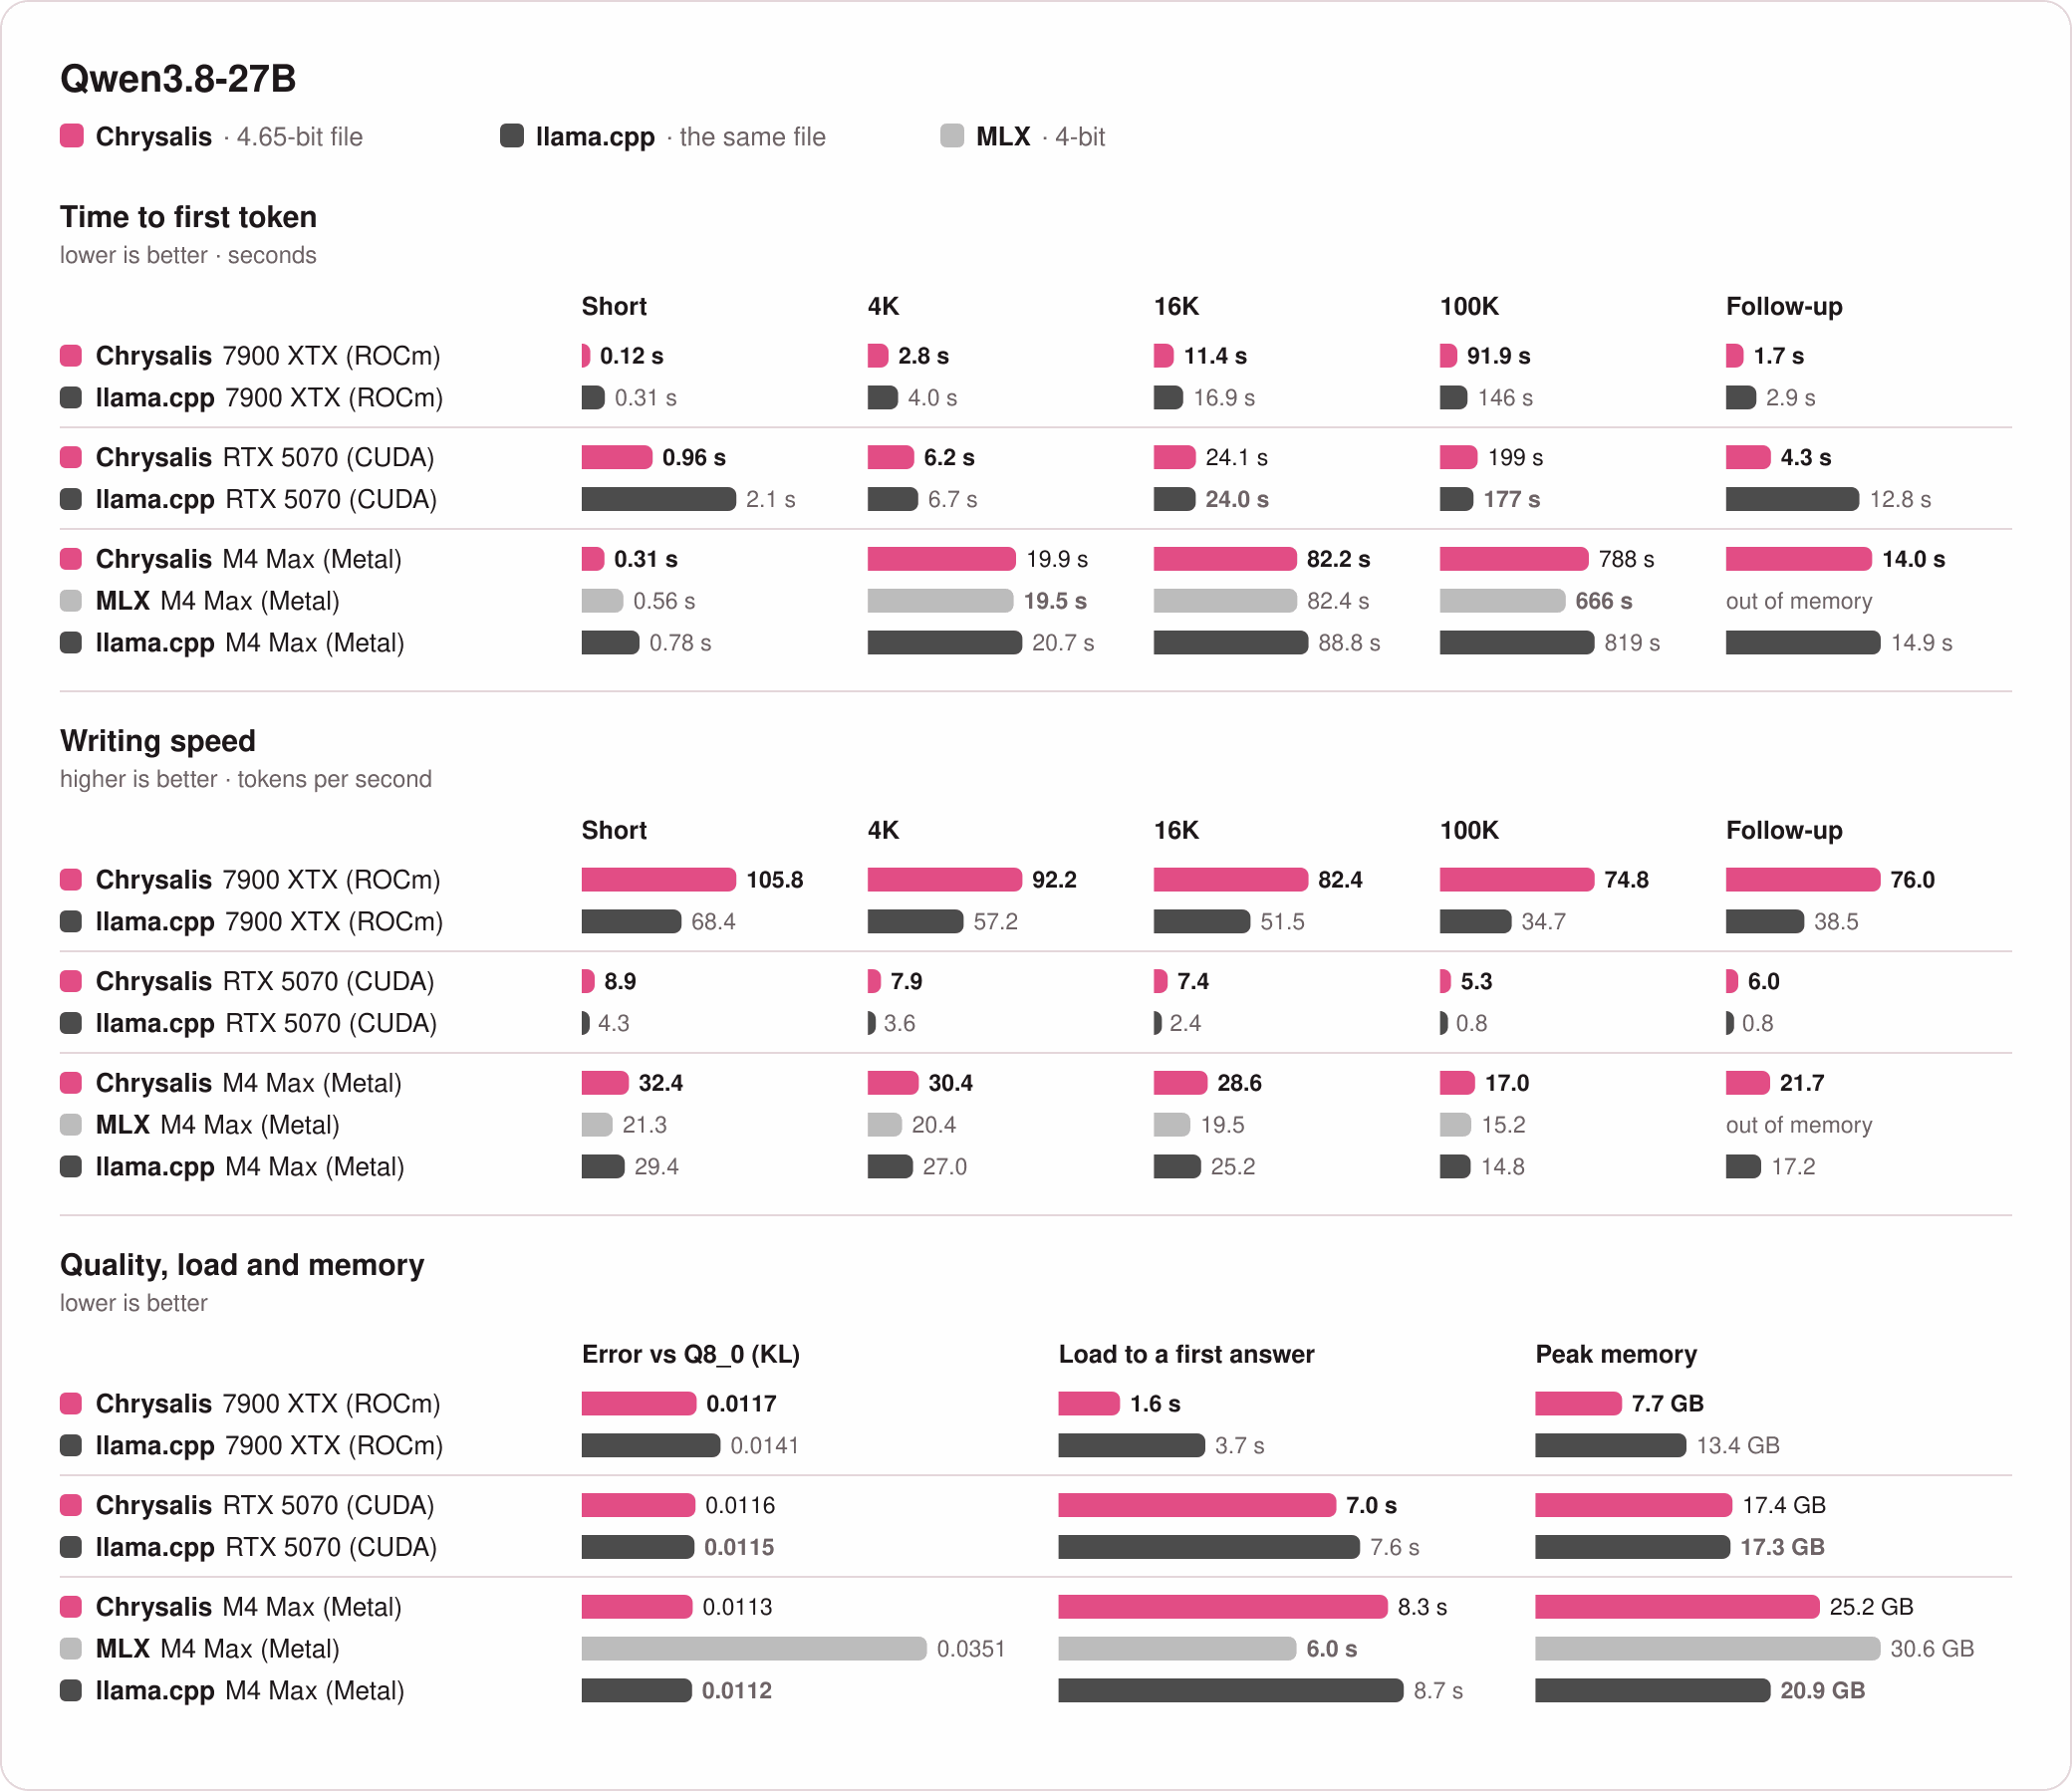 Qwen3.8-27B
Chrysalis · 4.65-bit file llama.cpp · the same file MLX · 4-bit
Time to first token
lower is better · seconds
Short 4K 16K 100K Follow-up
Chrysalis 7900 XTX (ROCm) 0.12 s 2.8 s 11.4 s 91.9 s 1.7 s
llama.cpp 7900 XTX (ROCm) 0.31 s 4.0 s 16.9 s 146 s 2.9 s
Chrysalis RTX 5070 (CUDA) 0.96 s 6.2 s 24.1 s 199 s 4.3 s
llama.cpp RTX 5070 (CUDA) 2.1 s 6.7 s 24.0 s 177 s 12.8 s
Chrysalis M4 Max (Metal) 0.31 s 19.9 s 82.2 s 788 s 14.0 s
MLX M4 Max (Metal) 0.56 s 19.5 s 82.4 s 666 s out of memory
llama.cpp M4 Max (Metal) 0.78 s 20.7 s 88.8 s 819 s 14.9 s
Writing speed
higher is better · tokens per second
Short 4K 16K 100K Follow-up
Chrysalis 7900 XTX (ROCm) 105.8 92.2 82.4 74.8 76.0
llama.cpp 7900 XTX (ROCm) 68.4 57.2 51.5 34.7 38.5
Chrysalis RTX 5070 (CUDA) 8.9 7.9 7.4 5.3 6.0
llama.cpp RTX 5070 (CUDA) 4.3 3.6 2.4 0.8 0.8
Chrysalis M4 Max (Metal) 32.4 30.4 28.6 17.0 21.7
MLX M4 Max (Metal) 21.3 20.4 19.5 15.2 out of memory
llama.cpp M4 Max (Metal) 29.4 27.0 25.2 14.8 17.2
Quality, load and memory
lower is better
Error vs Q8_0 (KL) Load to a first answer Peak memory
Chrysalis 7900 XTX (ROCm) 0.0117 1.6 s 7.7 GB
llama.cpp 7900 XTX (ROCm) 0.0141 3.7 s 13.4 GB
Chrysalis RTX 5070 (CUDA) 0.0116 7.0 s 17.4 GB
llama.cpp RTX 5070 (CUDA) 0.0115 7.6 s 17.3 GB
Chrysalis M4 Max (Metal) 0.0113 8.3 s 25.2 GB
MLX M4 Max (Metal) 0.0351 6.0 s 30.6 GB
llama.cpp M4 Max (Metal) 0.0112 8.7 s 20.9 GB